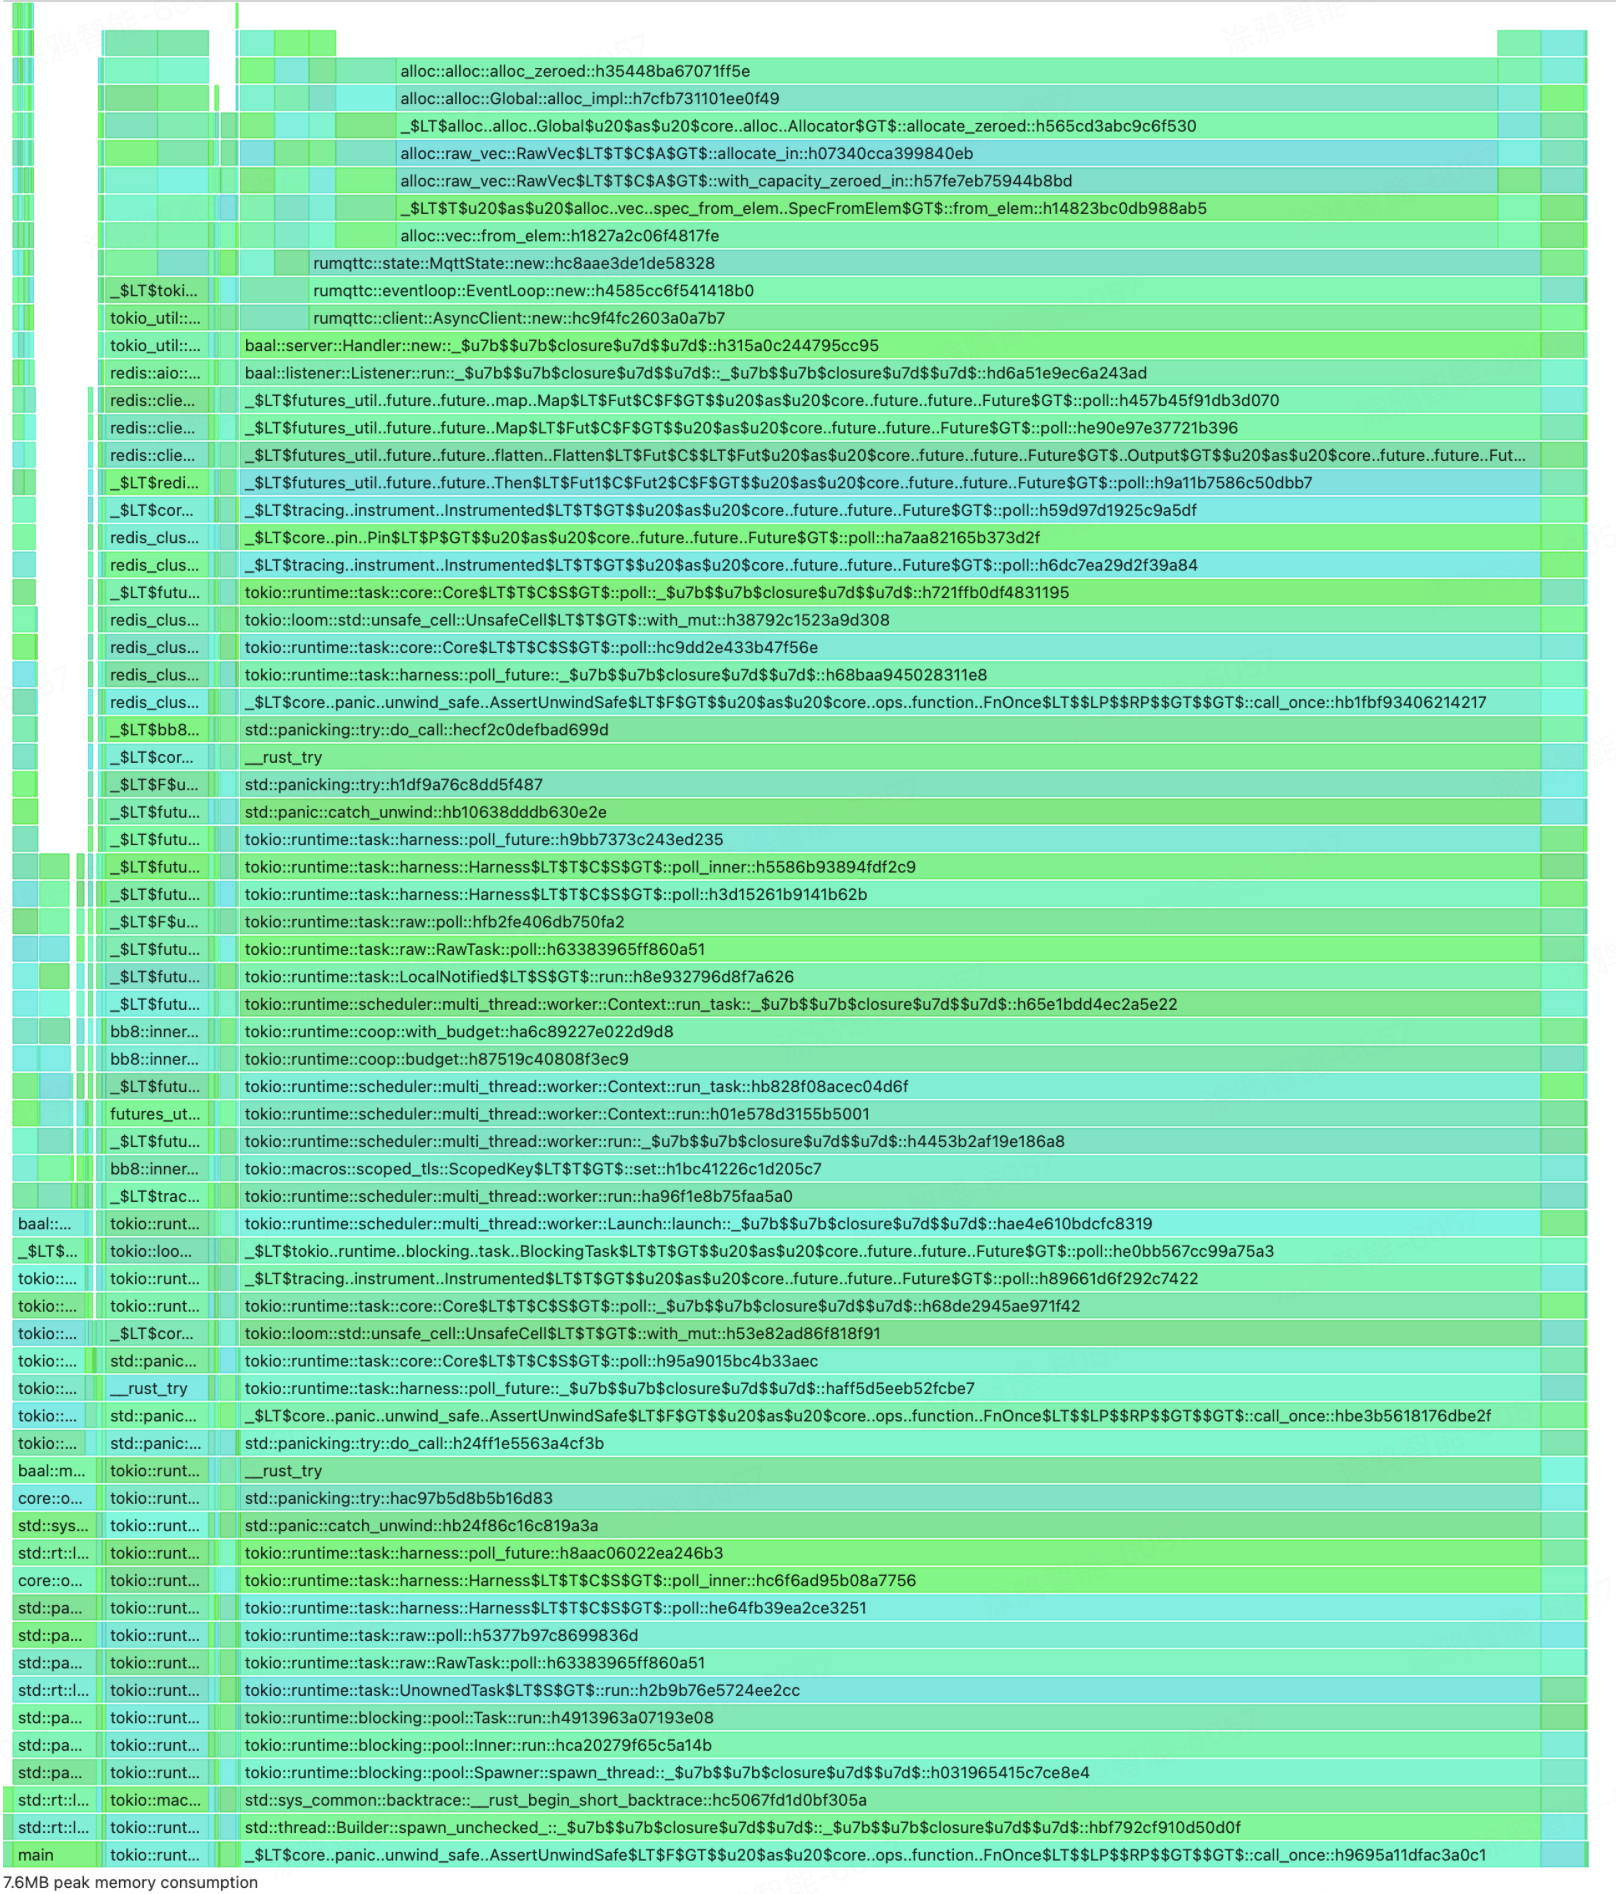 alloc::alloc::alloc_zeroed::h35448ba67071ff5e
alloc::alloc::Global::alloc_impl::h7cfb731101ee0f49
_$LT$alloc..alloc..Global$u20$as$u20$core..alloc..Allocator$GT$::allocate_zeroed::h565cd3abc9c6f530
alloc::raw_vec::RawVec$LT$T$C$A$GT$::allocate_in::h07340cca399840eb
alloc::raw_vec::RawVec$LT$T$C$A$GT$::with_capacity_zeroed_in::h57fe7eb75944b8bd
_$LT$T$u20$as$u20$alloc..vec..spec_from_elem..SpecFromElem$GT$::from_elem::h14823bc0db988ab5
alloc::vec::from_elem::h1827a2c06f4817fe
rumqttc::state::MqttState::new::hc8aae3de1de58328
_$LT$toki... rumqttc::eventloop::EventLoop::new::h4585cc6f541418b0
tokio_util::... rumqttc::client::AsyncClient::new::hc9f4fc2603a0a7b7
tokio_util::... baal::server::Handler::new::_$u7b$$u7b$closure$u7d$$u7d$::h315a0c244795cc95
redis::aio::... baal::listener::Listener::run::_$u7b$$u7b$closure$u7d$$u7d$::_$u7b$$u7b$closure$u7d$$u7d$::hd6a51e9ec6a243ad
redis::clie... _$LT$futures_util..future..future..map..Map$LT$Fut$C$F$GT$$u20$as$u20$core..future..future..Future$GT$::poll::h457b45f91db3d070
redis::clie... _$LT$futures_util..future..future..Map$LT$Fut$C$F$GT$$u20$as$u20$core..future..future..Future$GT$::poll::he90e97e37721b396
redis::clie... _$LT$futures_util..future..future..flatten..Flatten$LT$Fut$C$$LT$Fut$u20$as$u20$core..future..future..Future$GT$..Output$GT$$u20$as$u20$core..future..future..Fut...
_$LT$redi... _$LT$futures_util..future..future..Then$LT$Fut1$C$Fut2$C$F$GT$$u20$as$u20$core..future..future..Future$GT$::poll::h9a11b7586c50dbb7
_$LT$cor... _$LT$tracing..instrument..Instrumented$LT$T$GT$$u20$as$u20$core..future..future..Future$GT$::poll::h59d97d1925c9a5df
redis_clus... _$LT$core..pin..Pin$LT$P$GT$$u20$as$u20$core..future..future..Future$GT$::poll::ha7aa82165b373d2f
redis_clus... _$LT$tracing..instrument..Instrumented$LT$T$GT$$u20$as$u20$core..future..future..Future$GT$::poll::h6dc7ea29d2f39a84
_$LT$futu... tokio::runtime::task::core::Core$LT$T$C$S$GT$::poll::_$u7b$$u7b$closure$u7d$$u7d$::h721ffb0df4831195
redis_clus... tokio::loom::std::unsafe_cell::UnsafeCell$LT$T$GT$::with_mut::h38792c1523a9d308
redis_clus... tokio::runtime::task::core::Core$LT$T$C$S$GT$::poll::hc9dd2e433b47f56e
redis_clus... tokio::runtime::task::harness::poll_future::_$u7b$$u7b$closure$u7d$$u7d$::h68baa945028311e8
redis_clus... _$LT$core..panic..unwind_safe..AssertUnwindSafe$LT$F$GT$$u20$as$u20$core..ops..function..FnOnce$LT$$LP$$RP$$GT$$GT$::call_once::hb1fbf93406214217
_$LT$bb8... std::panicking::try::do_call::hecf2c0defbad699d
_$LT$cor... __rust_try
_$LT$F$u... std::panicking::try::h1df9a76c8dd5f487
_$LT$futu... std::panic::catch_unwind::hb10638dddb630e2e
_$LT$futu... tokio::runtime::task::harness::poll_future::h9bb7373c243ed235
_$LT$futu... tokio::runtime::task::harness::Harness$LT$T$C$S$GT$::poll_inner::h5586b93894fdf2c9
_$LT$futu... tokio::runtime::task::harness::Harness$LT$T$C$S$GT$::poll::h3d15261b9141b62b
_$LT$F$u... tokio::runtime::task::raw::poll::hfb2fe406db750fa2
_$LT$futu... tokio::runtime::task::raw::RawTask::poll::h63383965ff860a51
_$LT$futu... tokio::runtime::task::LocalNotified$LT$S$GT$::run::h8e932796d8f7a626
_$LT$futu... tokio::runtime::scheduler::multi_thread::worker::Context::run_task::_$u7b$$u7b$closure$u7d$$u7d$::h65e1bdd4ec2a5e22
bb8::inner... tokio::runtime::coop::with_budget::ha6c89227e022d9d8
bb8::inner... tokio::runtime::coop::budget::h87519c40808f3ec9
_$LT$futu... tokio::runtime::scheduler::multi_thread::worker::Context::run_task::hb828f08acec04d6f
futures_ut... tokio::runtime::scheduler::multi_thread::worker::Context::run::h01e578d3155b5001
_$LT$futu... tokio::runtime::scheduler::multi_thread::worker::run::_$u7b$$u7b$closure$u7d$$u7d$::h4453b2af19e186a8
bb8::inner... tokio::macros::scoped_tls::ScopedKey$LT$T$GT$::set::h1bc41226c1d205c7
_$LT$trac... tokio::runtime::scheduler::multi_thread::worker::run::ha96f1e8b75faa5a0
baal::... tokio::runt... tokio::runtime::scheduler::multi_thread::worker::Launch::launch::_$u7b$$u7b$closure$u7d$$u7d$::hae4e610bdcfc8319
_$LT$... tokio::loo... _$LT$tokio..runtime..blocking..task..BlockingTask$LT$T$GT$$u20$as$u20$core..future..future..Future$GT$::poll::he0bb567cc99a75a3
tokio::... tokio::runt... _$LT$tracing..instrument..Instrumented$LT$T$GT$$u20$as$u20$core..future..future..Future$GT$::poll::h89661d6f292c7422
tokio::... tokio::runt... tokio::runtime::task::core::Core$LT$T$C$S$GT$::poll::_$u7b$$u7b$closure$u7d$$u7d$::h68de2945ae971f42
tokio::... _$LT$cor... tokio::loom::std::unsafe_cell::UnsafeCell$LT$T$GT$::with_mut::h53e82ad86f818f91
tokio::... std::panic... tokio::runtime::task::core::Core$LT$T$C$S$GT$::poll::h95a9015bc4b33aec
tokio::... __rust_try tokio::runtime::task::harness::poll_future::_$u7b$$u7b$closure$u7d$$u7d$::haff5d5eeb52fcbe7
tokio::... std::panic... _$LT$core..panic..unwind_safe..AssertUnwindSafe$LT$F$GT$$u20$as$u20$core..ops..function..FnOnce$LT$$LP$$RP$$GT$$GT$::call_once::hbe3b5618176dbe2f
tokio::... std::panic:... std::panicking::try::do_call::h24ff1e5563a4cf3b
baal::m... tokio::runt... __rust_try
core::o... tokio::runt... std::panicking::try::hac97b5d8b5b16d83
std::sys... tokio::runt... std::panic::catch_unwind::hb24f86c16c819a3a
std::rt::l... tokio::runt... tokio::runtime::task::harness::poll_future::h8aac06022ea246b3
core::o... tokio::runt... tokio::runtime::task::harness::Harness$LT$T$C$S$GT$::poll_inner::hc6f6ad95b08a7756
std::pa... tokio::runt... tokio::runtime::task::harness::Harness$LT$T$C$S$GT$::poll::he64fb39ea2ce3251
std::pa... tokio::runt... tokio::runtime::task::raw::poll::h5377b97c8699836d
std::pa... tokio::runt... tokio::runtime::task::raw::RawTask::poll::h63383965ff860a51
std::rt::l... tokio::runt... tokio::runtime::task::UnownedTask$LT$S$GT$::run::h2b9b76e5724ee2cc
std::pa... tokio::runt... tokio::runtime::blocking::pool::Task::run::h4913963a07193e08
std::pa... tokio::runt... tokio::runtime::blocking::pool::Inner::run::hca20279f65c5a14b
std::pa... tokio::runt... tokio::runtime::blocking::pool::Spawner::spawn_thread::_$u7b$$u7b$closure$u7d$$u7d$::h031965415c7ce8e4
std::rt::l... tokio::mac... std::sys_common::backtrace::__rust_begin_short_backtrace::hc5067fd1d0bf305a
std::rt::l... tokio::runt... std::thread::Builder::spawn_unchecked_::_$u7b$$u7b$closure$u7d$$u7d$::_$u7b$$u7b$closure$u7d$$u7d$::hbf792cf910d50d0f
main tokio::runt... _$LT$core..panic..unwind_safe..AssertUnwindSafe$LT$F$GT$$u20$as$u20$core..ops..function..FnOnce$LT$$LP$$RP$$GT$$GT$::call_once::h9695a11dfac3a0c1
7.6MB peak memory consumption